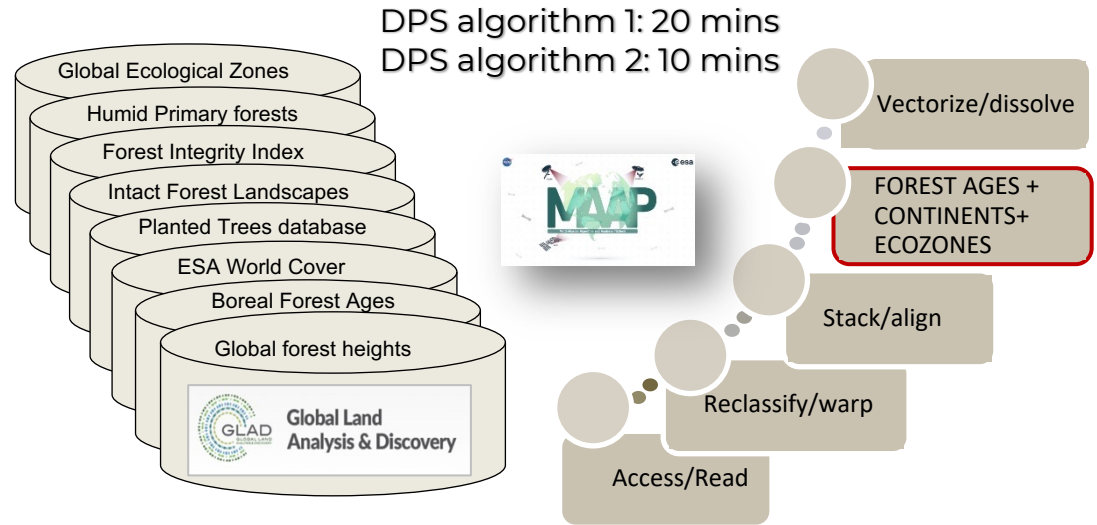 DPS algorithm 1: 20 mins
DPS algorithm 2: 10 mins
Global Ecological Zones
Humid Primary forests
Forest Integrity Index
Intact Forest Landscapes
Planted Trees database
ESA World Cover
Boreal Forest Ages
Global forest heights
GLAD
Global Land
Analysis & Discovery
esa
MAAP
Vectorize/dissolve
FOREST AGES +
CONTINENTS+
ECOZONES
Stack/align
Reclassify/warp
Access/Read